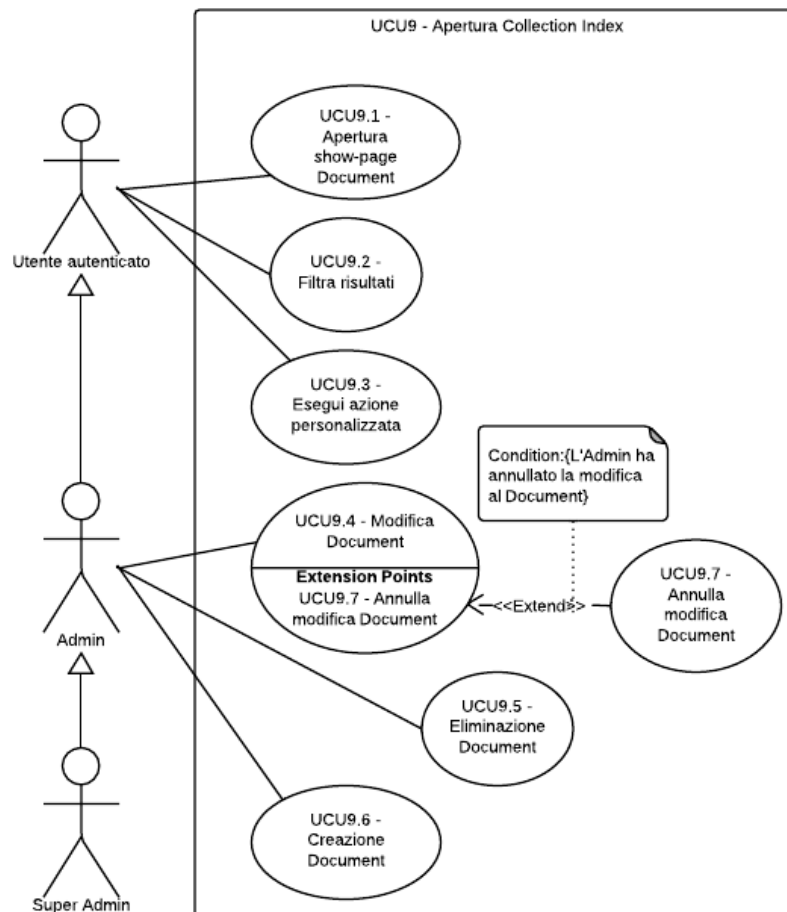 UCU9 - Apertura Collection Index
UCU9.1 -
Apertura
show-page
Document
Utente autenticato
UCU9.2 -
Filtra risultati
UCU9.3 -
Esegui azione
personalizzata
Condition:{L'Admin ha
annullato la modifica
al Document}
UCU9.4 - Modifica
Document
Extension Points
UCU9.7 - Annulla
modifica Document
<<Extend>>
UCU9.7 -
Annulla
modifica
Document
Admin
UCU9.5 -
Eliminazione
Document
UCU9.6 -
Creazione
Document
Super Admin